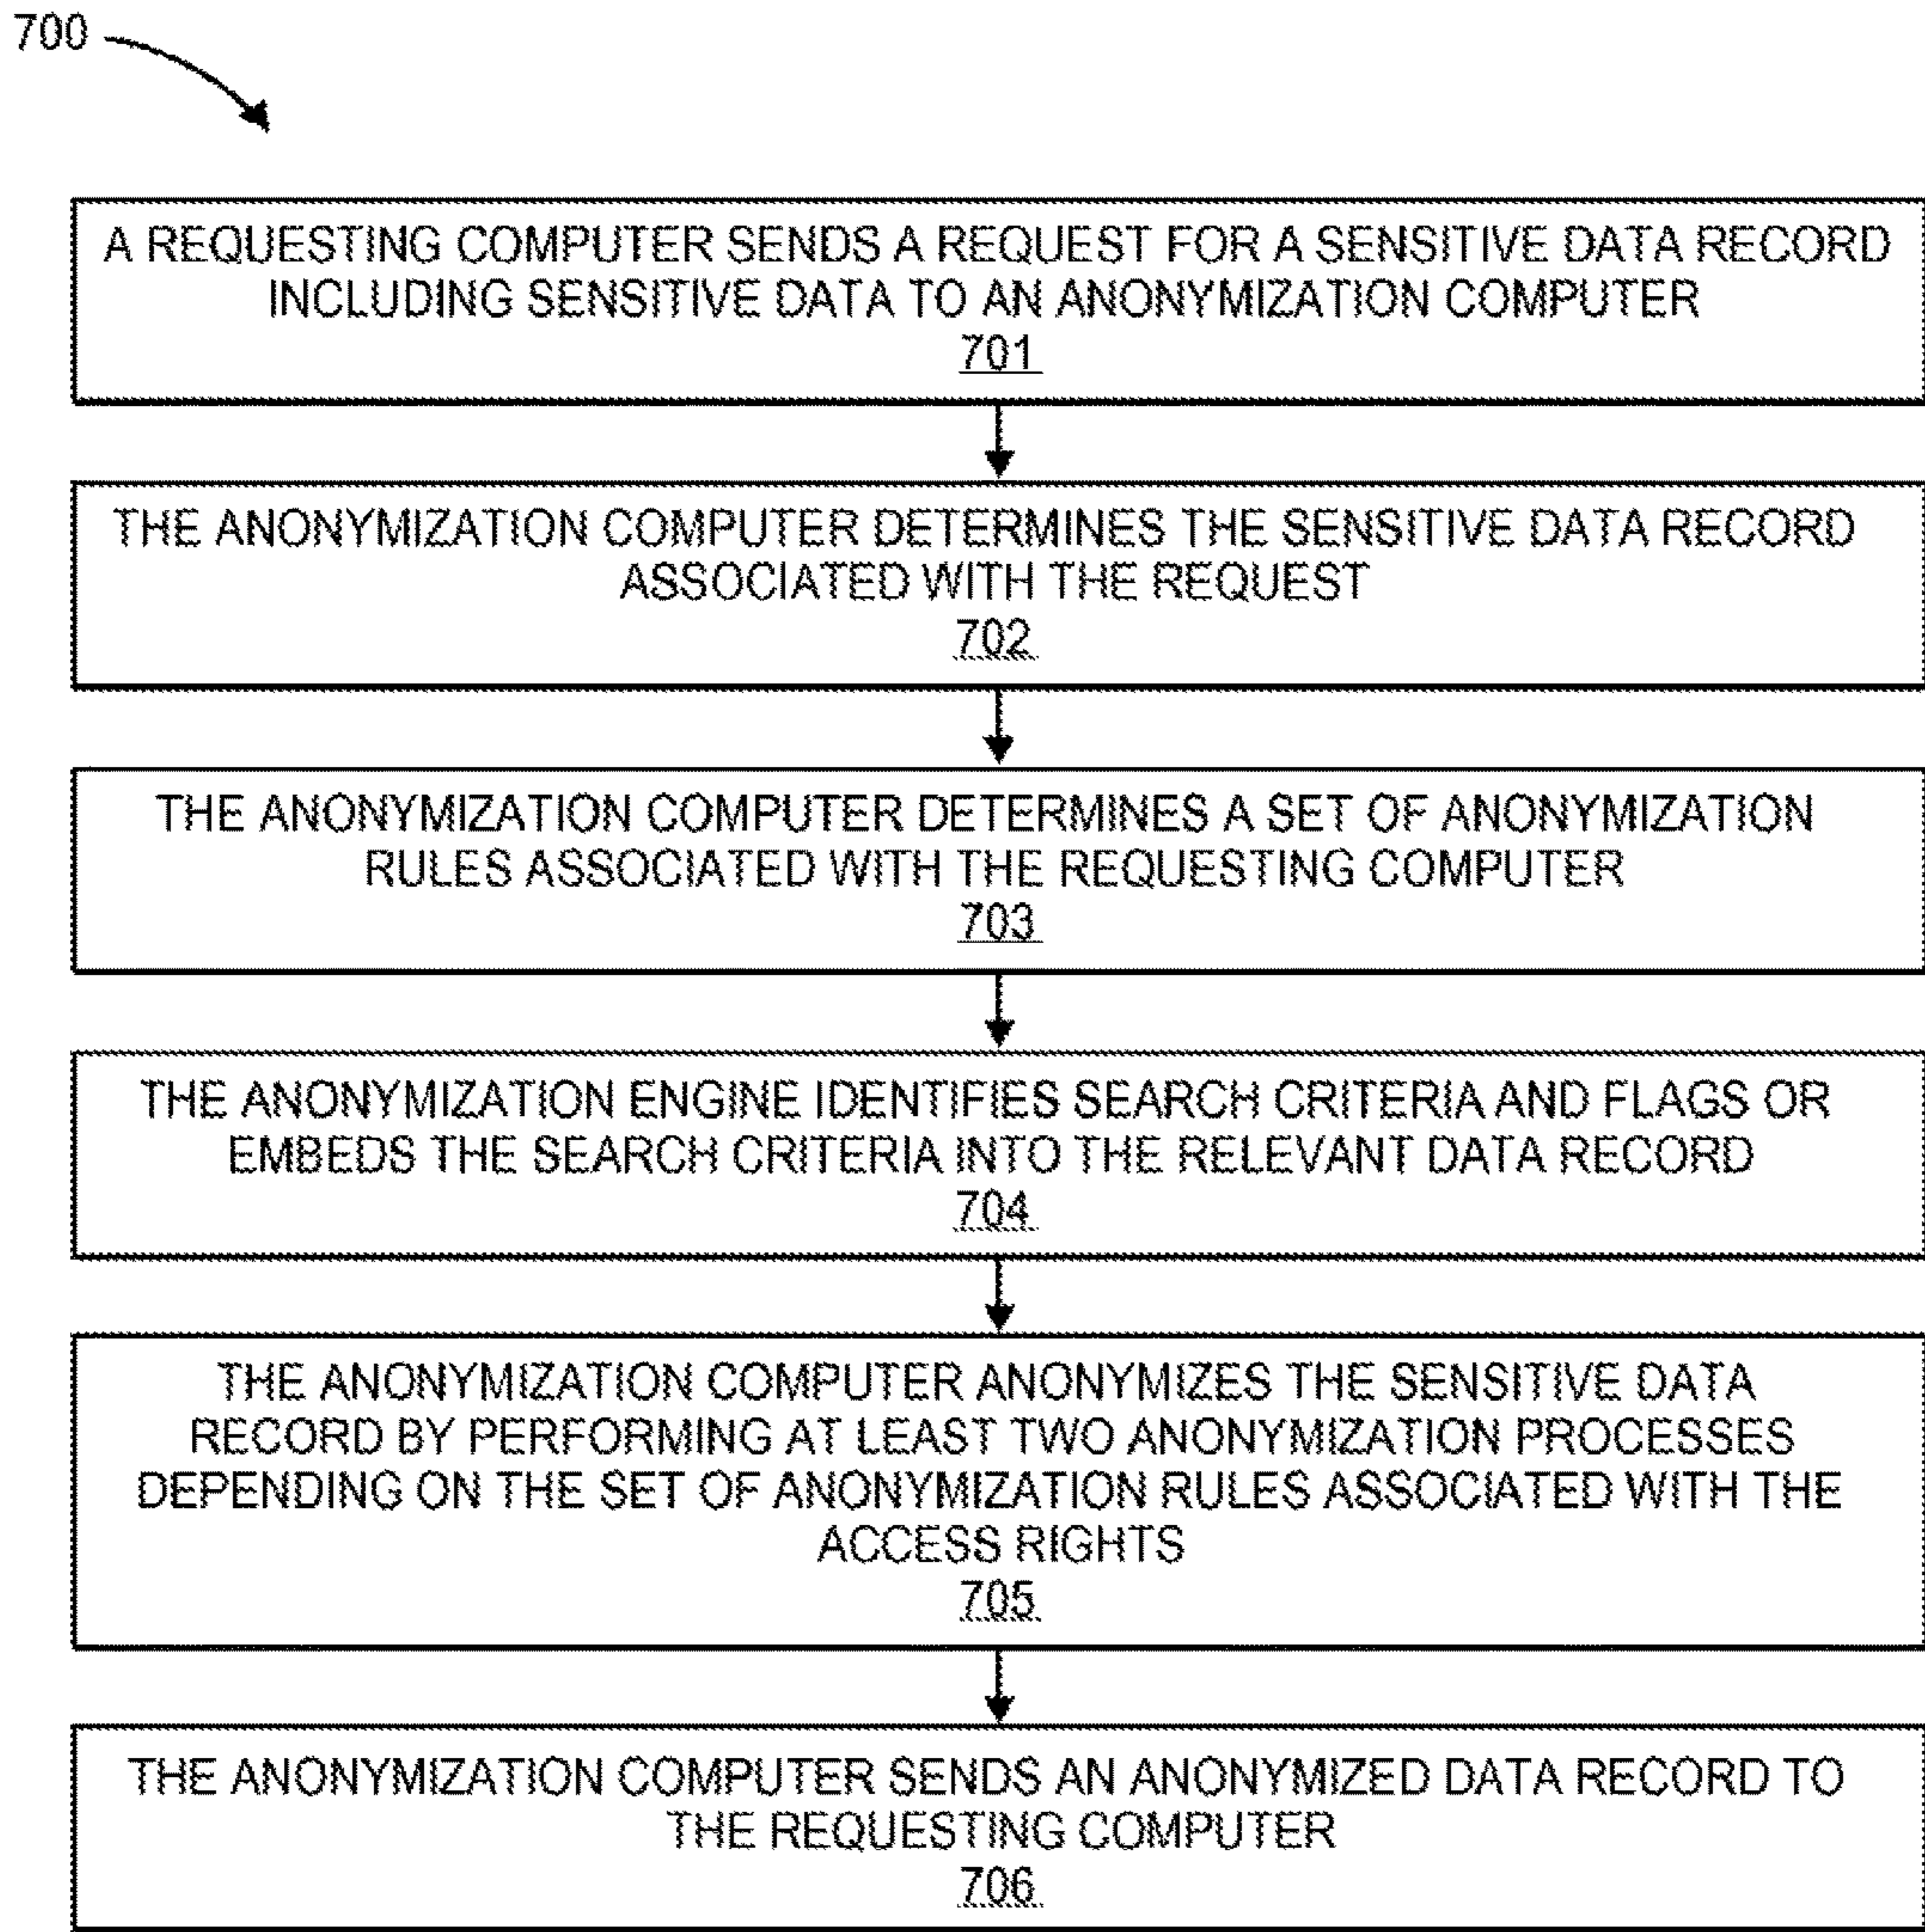 700
A REQUESTING COMPUTER SENDS A REQUEST FOR A SENSITIVE DATA RECORD
INCLUDING SENSITIVE DATA TO AN ANONYMIZATION COMPUTER
701
THE ANONYMIZATION COMPUTER DETERMINES THE SENSITIVE DATA RECORD
ASSOCIATED WITH THE REQUEST
702
THE ANONYMIZATION COMPUTER DETERMINES A SET OF ANONYMIZATION
RULES ASSOCIATED WITH THE REQUESTING COMPUTER
703
THE ANONYMIZATION ENGINE IDENTIFIES SEARCH CRITERIA AND FLAGS OR
EMBEDS THE SEARCH CRITERIA INTO THE RELEVANT DATA RECORD
704
THE ANONYMIZATION COMPUTER ANONYMIZES THE SENSITIVE DATA
RECORD BY PERFORMING AT LEAST TWO ANONYMIZATION PROCESSES
DEPENDING ON THE SET OF ANONYMIZATION RULES ASSOCIATED WITH THE
ACCESS RIGHTS
705
THE ANONYMIZATION COMPUTER SENDS AN ANONYMIZED DATA RECORD TO
THE REQUESTING COMPUTER
706